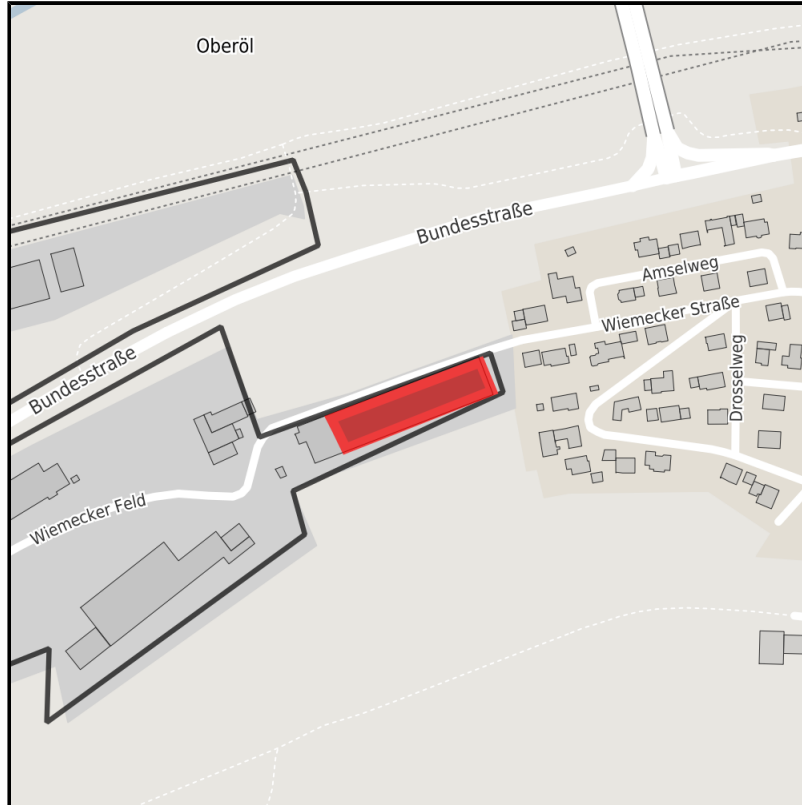 Oberöl
Bundesstraße
Amselweg
Wiemecker Straße
Drosselweg
Bundesstraße
Wiemecker Feld